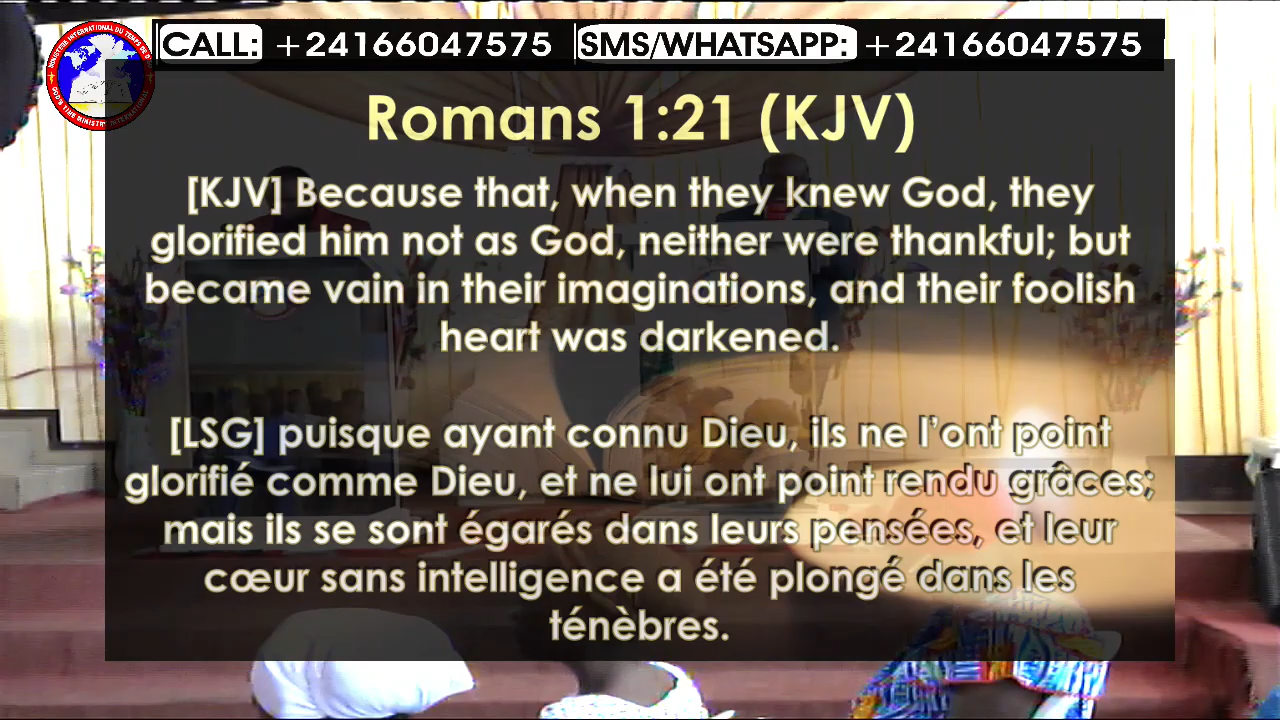 CALL: +24166047575 SMS/WHATSAPP: +24166047575
Romans 1:21 (KJV)
[KJV] Because that, when they knew God, they
glorified him not as God, neither were thankful; but
became vain in their imaginations, and their foolish
heart was darkened.
[LSG] puisque ayant connu Dieu, ils ne l'ont point
glorifié comme Dieu, et ne lui ont point rendu grâces;
mais ils se sont égarés dans leurs pensées, et leur
cœur sans intelligence a été plongé dans les
ténèbres.